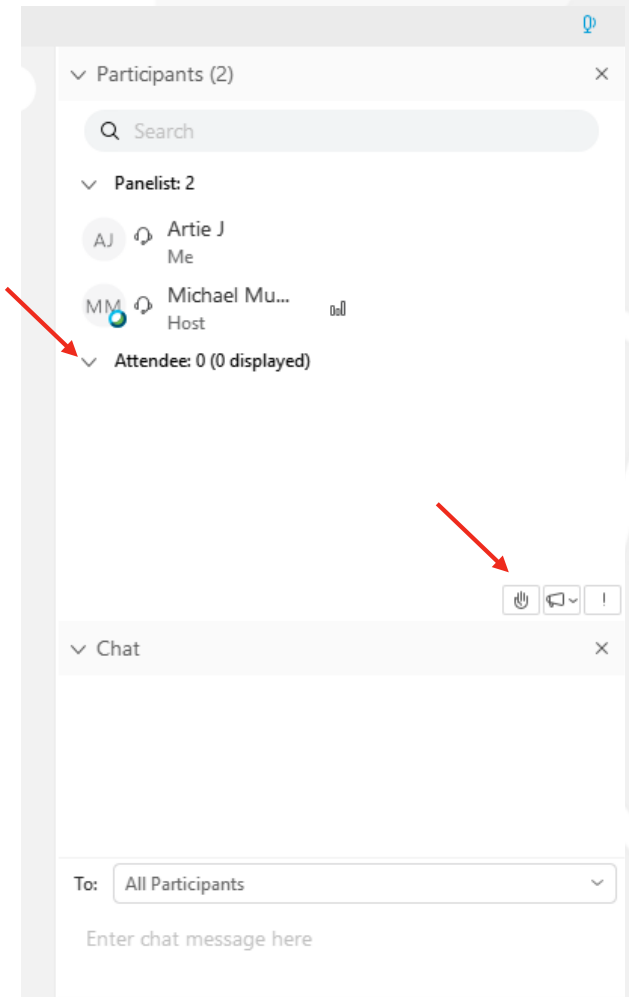 Participants (2)
Search
Panelist: 2
AJ
Artie J
Me
MM
Michael Mu...
Host
Attendee: 0 (0 displayed)
!
Chat
To: All Participants
Enter chat message here